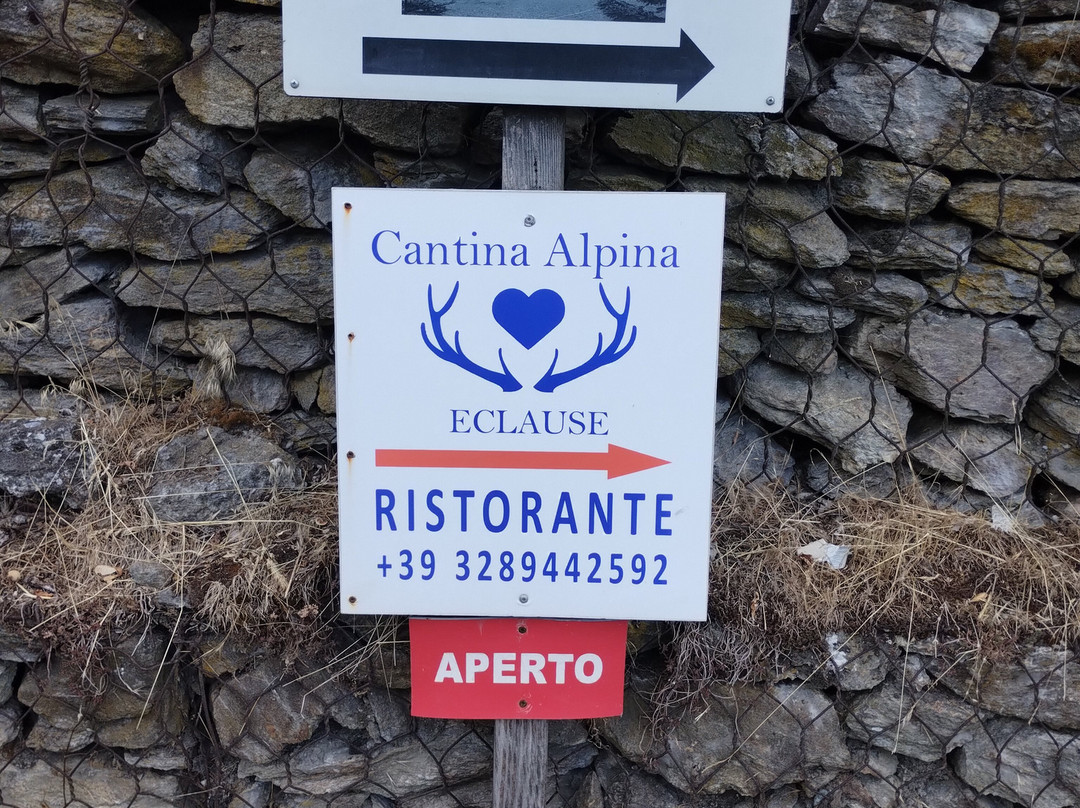 Cantina Alpina
ECLAUSE
RISTORANTE
+39 3289442592
APERTO